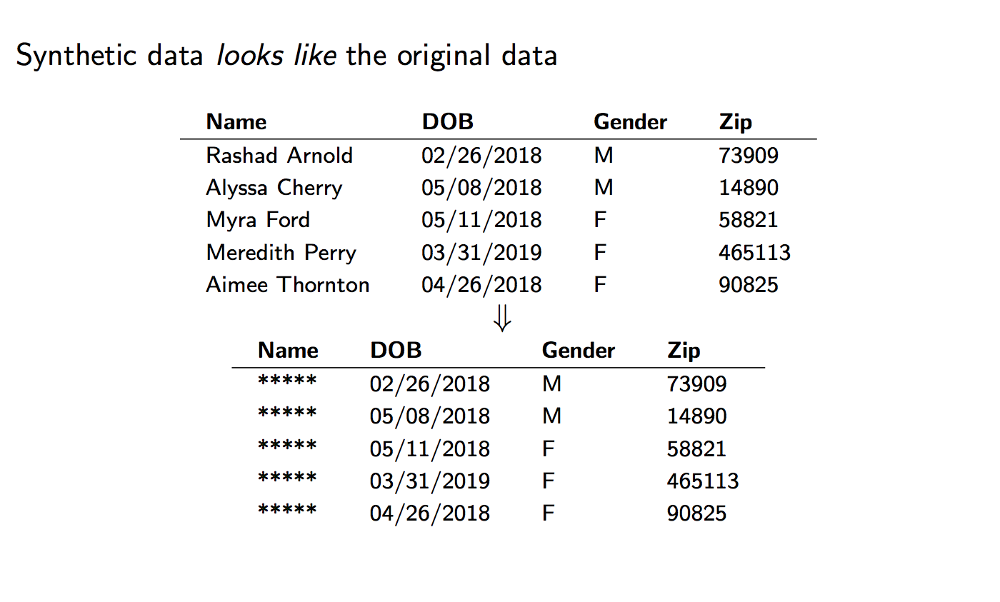 Synthetic data looks like the original data
Name DOB Gender Zip
Rashad Arnold 02/26/2018 M 73909
Alyssa Cherry 05/08/2018 M 14890
Myra Ford 05/11/2018 F 58821
Meredith Perry 03/31/2019 F 465113
Aimee Thornton 04/26/2018 F 90825
⇓
Name DOB Gender Zip
***** 02/26/2018 M 73909
***** 05/08/2018 M 14890
***** 05/11/2018 F 58821
***** 03/31/2019 F 465113
***** 04/26/2018 F 90825